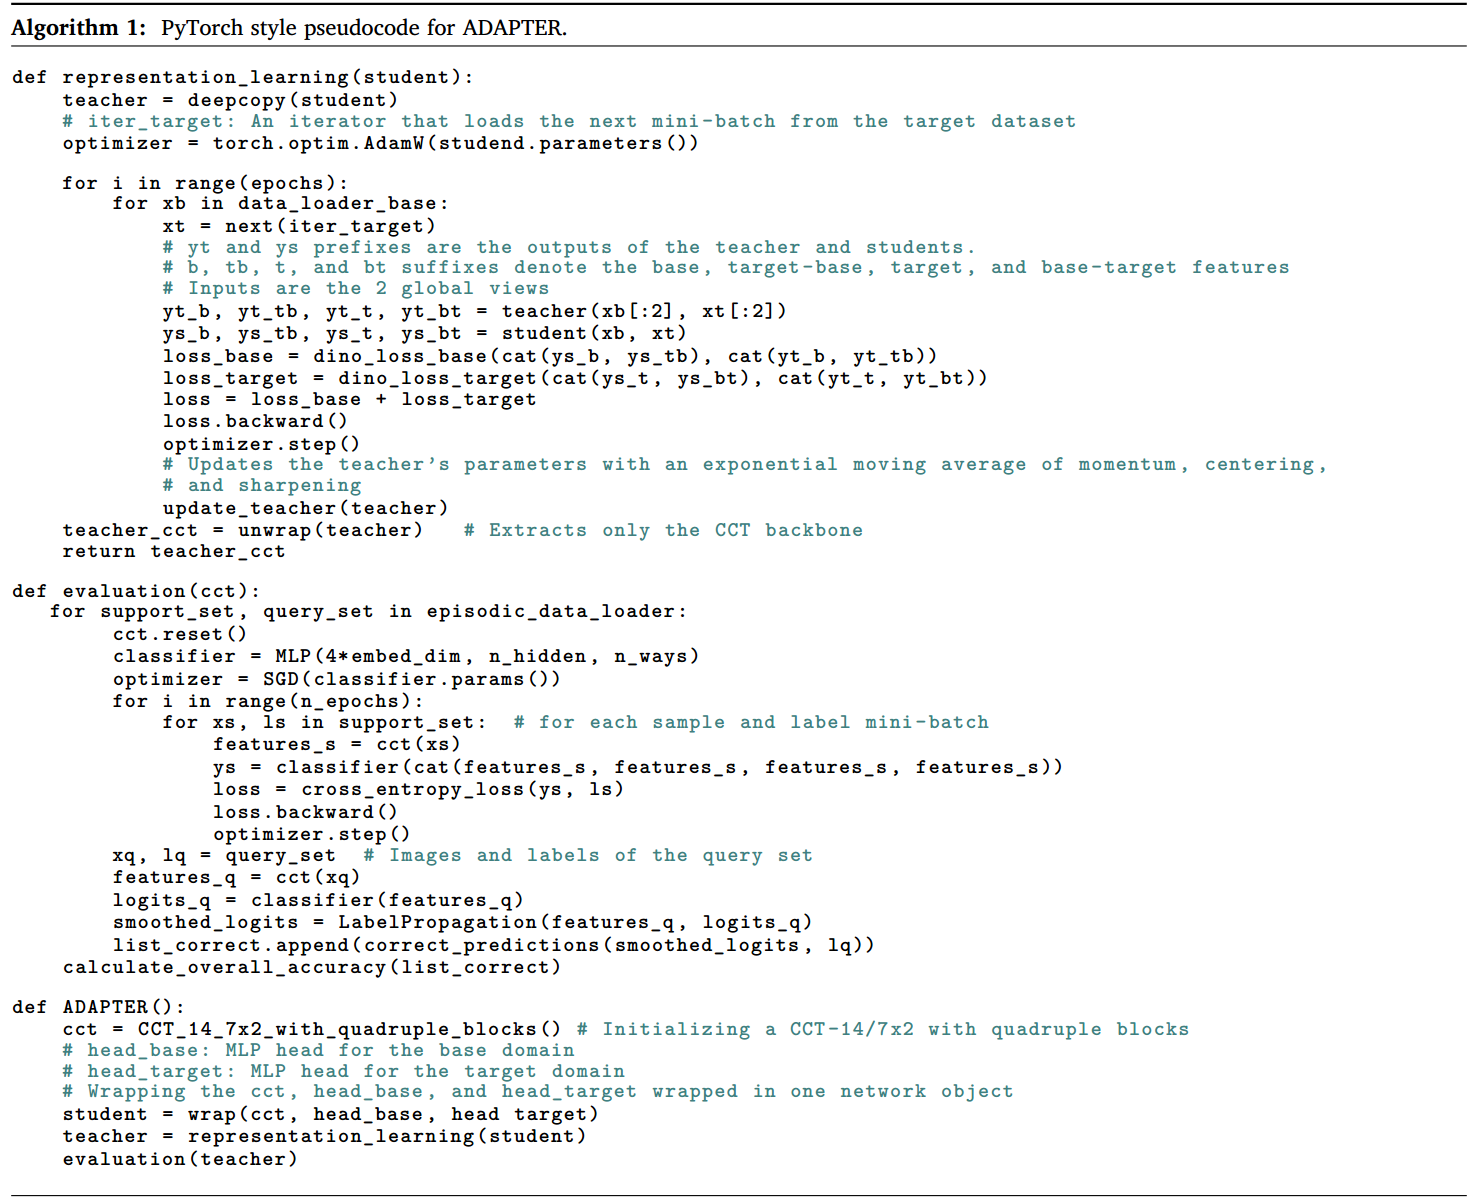 Algorithm 1: PyTorch style pseudocode for ADAPTER.
def representation_learning(student):
    teacher = deepcopy(student)
    # iter_target: An iterator that loads the next mini-batch from the target dataset
    optimizer = torch.optim.AdamW(studend.parameters())
    for i in range(epochs):
        for xb in data_loader_base:
            xt = next(iter_target)
            # yt and ys prefixes are the outputs of the teacher and students.
            # b, tb, t, and bt suffixes denote the base, target-base, target, and base-target features
            # Inputs are the 2 global views
            yt_b, yt_tb, yt_t, yt_bt = teacher(xb[:2], xt[:2])
            ys_b, ys_tb, ys_t, ys_bt = student(xb, xt)
            loss_base = dino_loss_base(cat(ys_b, ys_tb), cat(yt_b, yt_tb))
            loss_target = dino_loss_target(cat(ys_t, ys_bt), cat(yt_t, yt_bt))
            loss = loss_base + loss_target
            loss.backward()
            optimizer.step()
            # Updates the teacher's parameters with an exponential moving average of momentum, centering,
            # and sharpening
            update_teacher(teacher)
    teacher_cct = unwrap(teacher)   # Extracts only the CCT backbone
    return teacher_cct
def evaluation(cct):
   for support_set, query_set in episodic_data_loader:
        cct.reset()
        classifier = MLP(4*embed_dim, n_hidden, n_ways)
        optimizer = SGD(classifier.params())
        for i in range(n_epochs):
            for xs, ls in support_set:  # for each sample and label mini-batch
                features_s = cct(xs)
                ys = classifier(cat(features_s, features_s, features_s, features_s))
                loss = cross_entropy_loss(ys, ls)
                loss.backward()
                optimizer.step()
        xq, lq = query_set  # Images and labels of the query set
        features_q = cct(xq)
        logits_q = classifier(features_q)
        smoothed_logits = LabelPropagation(features_q, logits_q)
        list_correct.append(correct_predictions(smoothed_logits, lq))
    calculate_overall_accuracy(list_correct)
def ADAPTER():
    cct = CCT_14_7x2_with_quadruple_blocks() # Initializing a CCT-14/7x2 with quadruple blocks
    # head_base: MLP head for the base domain
    # head_target: MLP head for the target domain
    # Wrapping the cct, head_base, and head_target wrapped in one network object
    student = wrap(cct, head_base, head target)
    teacher = representation_learning(student)
    evaluation(teacher)